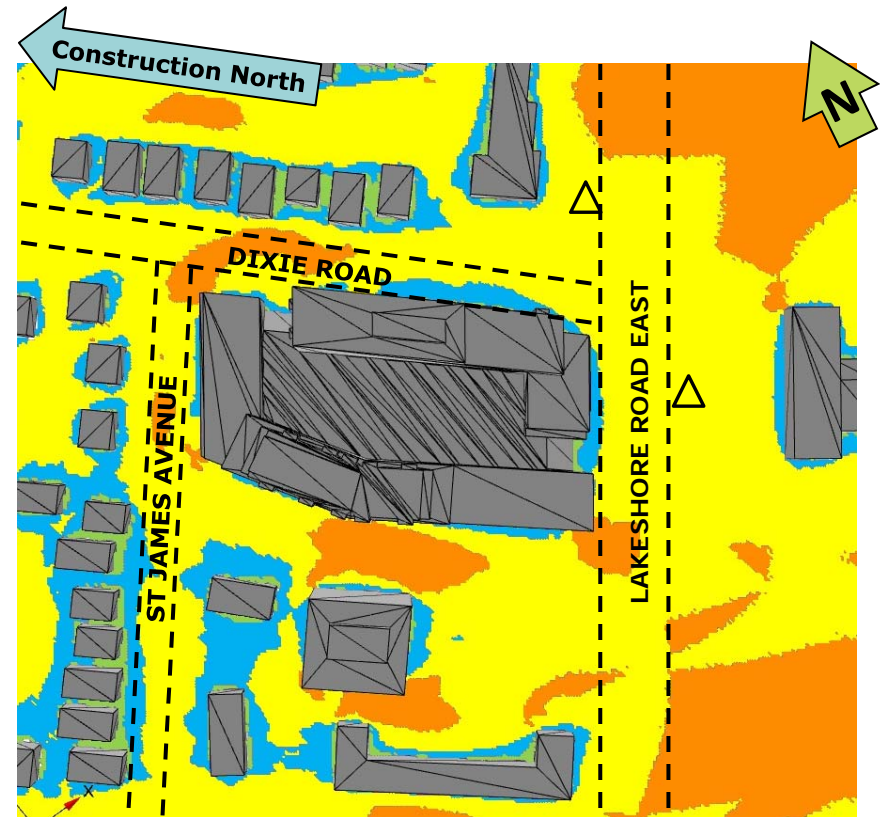 Construction North
N
DIXIE ROAD
LAKESHORE ROAD EAST
ST JAMES AVENUE
X